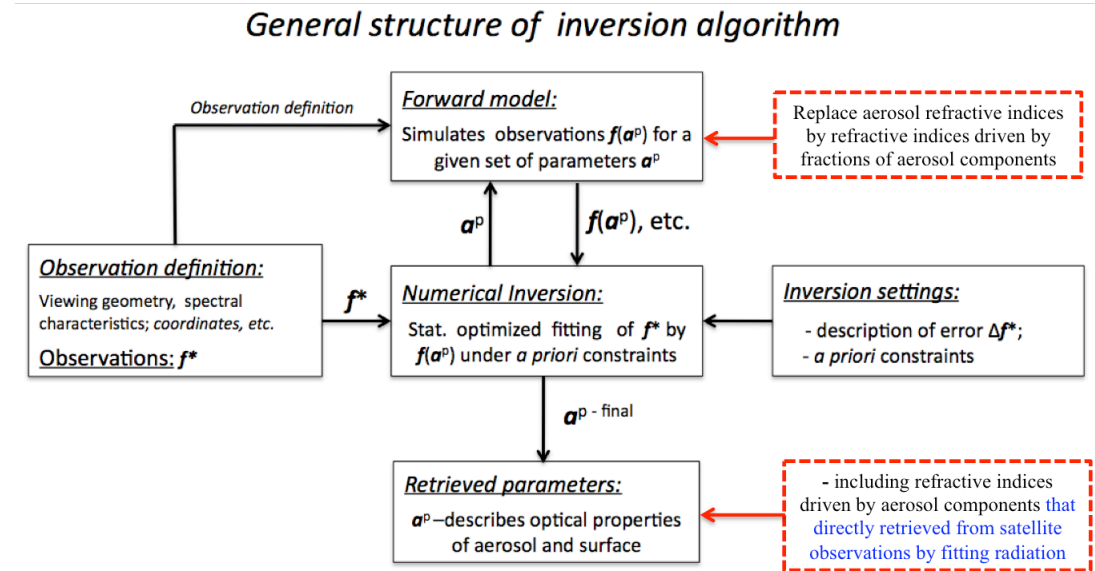 General structure of inversion algorithm
Observation definition
Forward model:
Simulates observations f(aᵖ) for a
given set of parameters aᵖ
Replace aerosol refractive indices
by refractive indices driven by
fractions of aerosol components
aᵖ
f(aᵖ), etc.
Observation definition:
Viewing geometry, spectral
characteristics; coordinates, etc.
Observations: f*
f*
Numerical Inversion:
Stat. optimized fitting of f* by
f(aᵖ) under a priori constraints
Inversion settings:
- description of error Δf*;
- a priori constraints
aᵖ ⁻ ᶠⁱⁿᵃˡ
Retrieved parameters:
aᵖ–describes optical properties
of aerosol and surface
- including refractive indices
driven by aerosol components that
directly retrieved from satellite
observations by fitting radiation